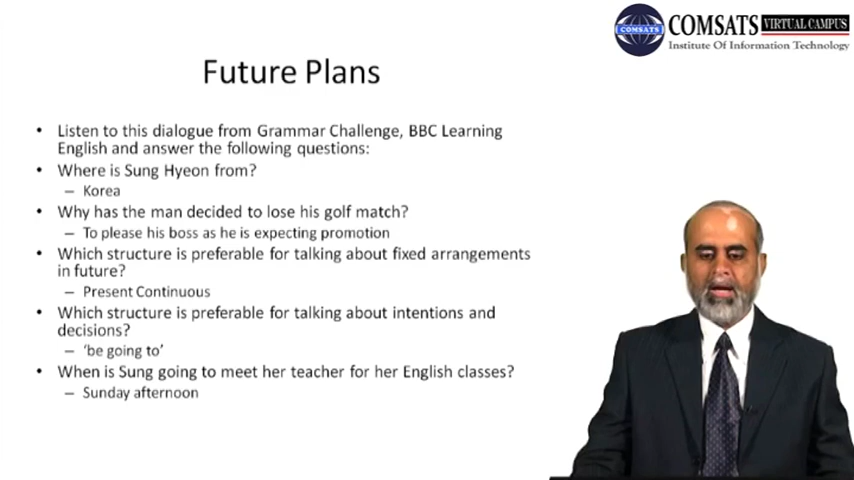 COMSATS
COMSATS VIRTUAL CAMPUS
Institute Of Information Technology
Future Plans
• Listen to this dialogue from Grammar Challenge, BBC Learning
English and answer the following questions:
• Where is Sung Hyeon from?
– Korea
• Why has the man decided to lose his golf match?
– To please his boss as he is expecting promotion
• Which structure is preferable for talking about fixed arrangements
in future?
– Present Continuous
• Which structure is preferable for talking about intentions and
decisions?
– ‘be going to’
• When is Sung going to meet her teacher for her English classes?
– Sunday afternoon